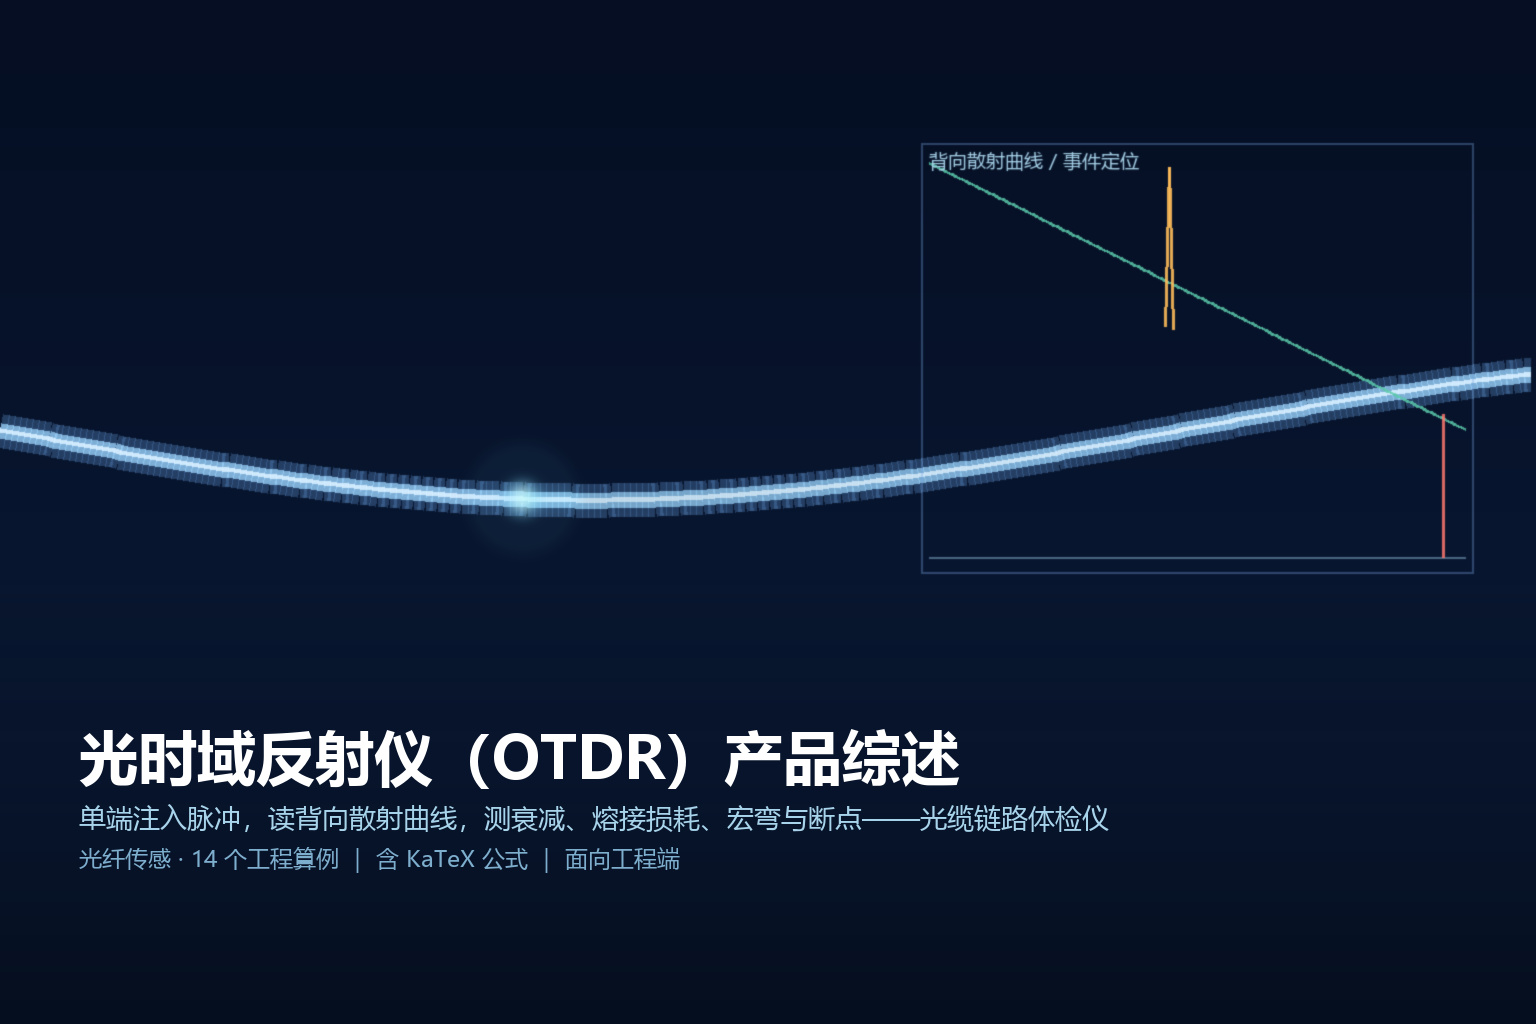 背向散射曲线 / 事件定位
光时域反射仪（OTDR）产品综述
单端注入脉冲，读背向散射曲线，测衰减、熔接损耗、宏弯与断点——光缆链路体检仪
光纤传感 · 14 个工程算例 ｜ 含 KaTeX 公式 ｜ 面向工程端